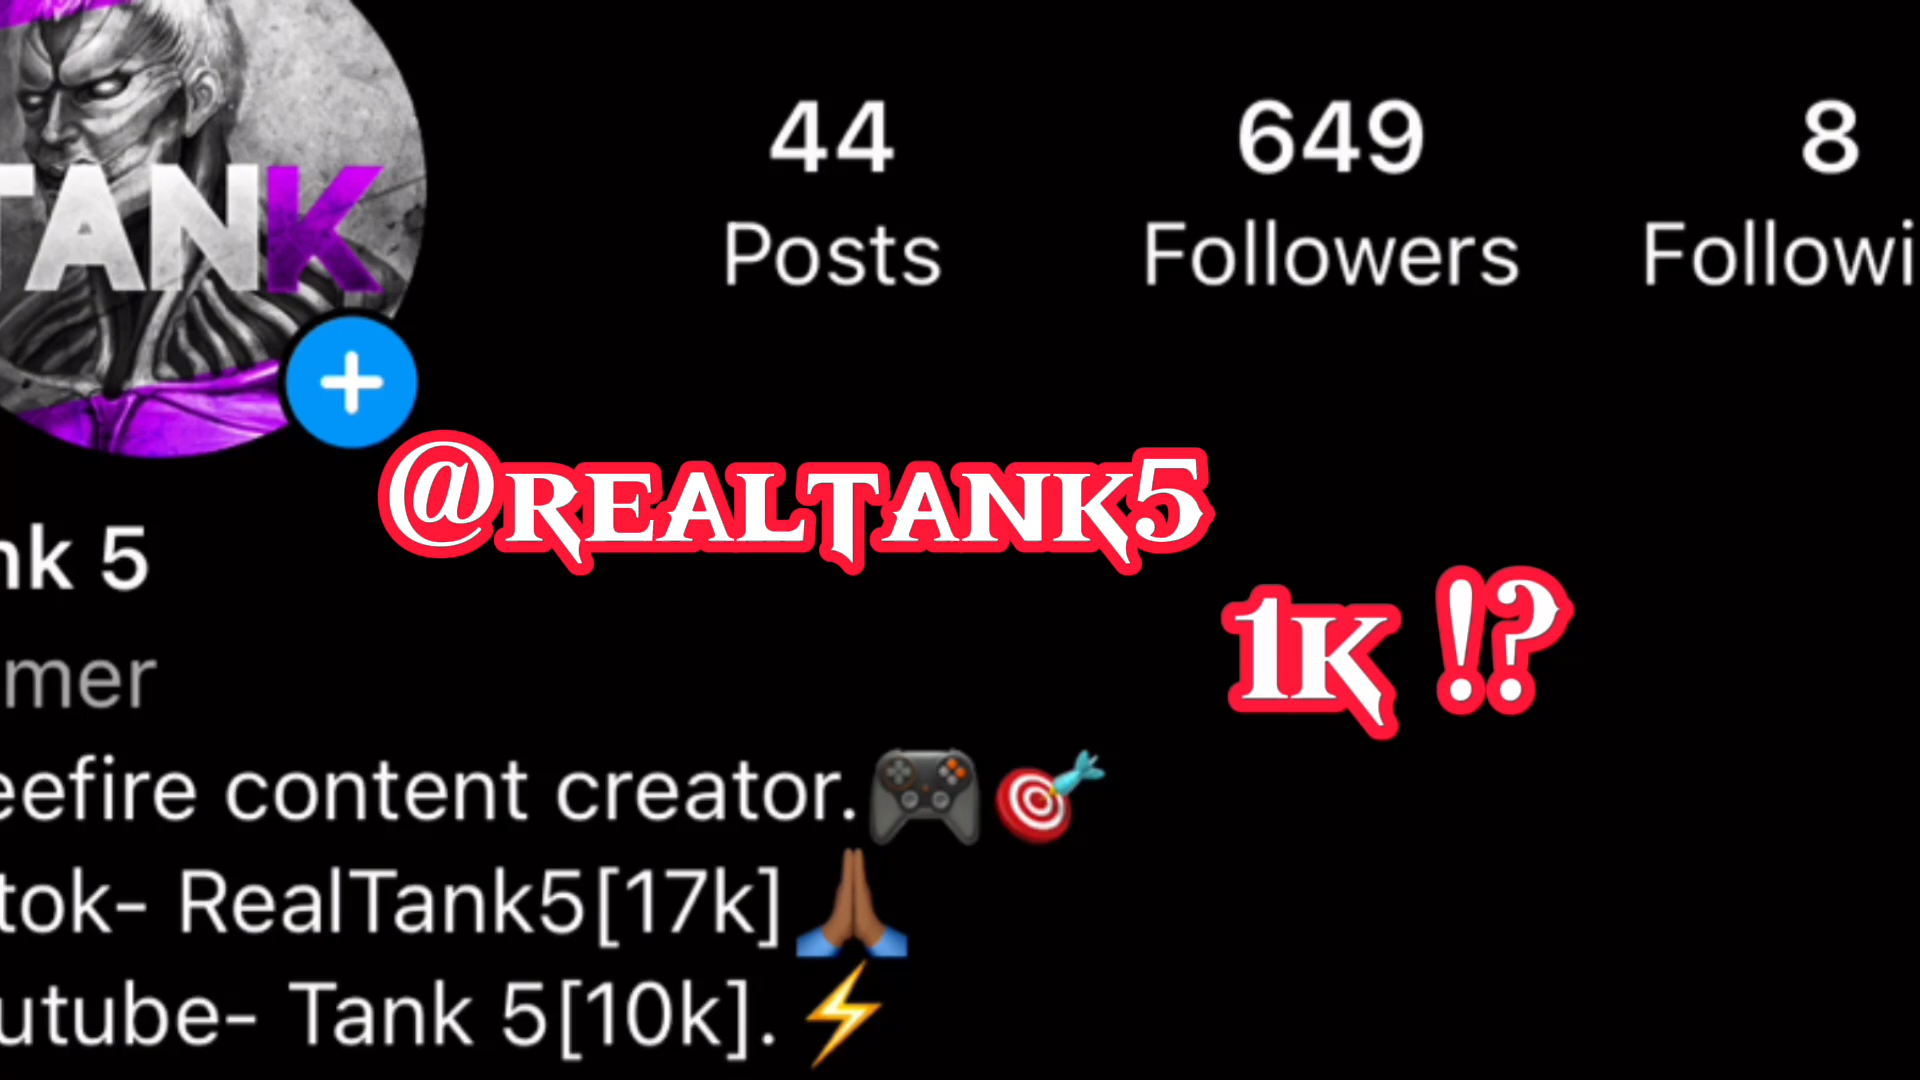 TANK
44 649 8
Posts Followers Followi
@REALTANK5
nk 5
1K ⁉
mer
eefire content creator.🎮🎯
tok- RealTank5[17k]🙏🏾
utube- Tank 5[10k].⚡